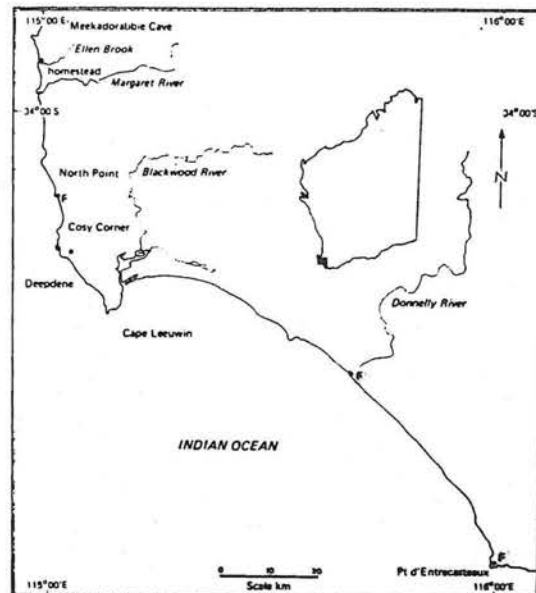 115°00'E
116°00'E
Meekadorabbie Cave
Ellen Brook
homestead
Margaret River
34°00'S
34°00'S
N
North Point
Blackwood River
F
Cosy Corner
Deepdene
Donnelly River
Cape Leeuwin
F
INDIAN OCEAN
F
Pt d'Entrecasteaux
0 10 20
Scale km
115°00'E
116°00'E